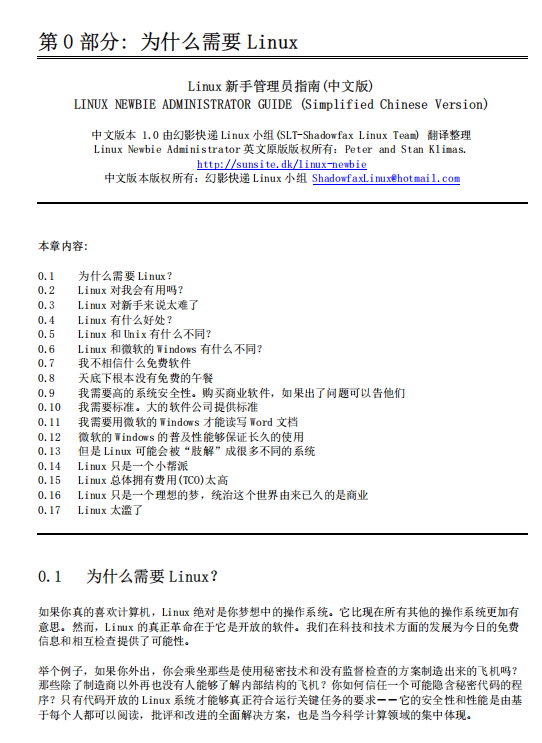 第 0 部分: 为什么需要 Linux
Linux 新手管理员指南(中文版)
LINUX NEWBIE ADMINISTRATOR GUIDE (Simplified Chinese Version)
中文版本 1.0 由幻影快递 Linux 小组(SLT-Shadowfax Linux Team) 翻译整理
Linux Newbie Administrator 英文原版版权所有: Peter and Stan Klimas.
http://sunsite.dk/linux-newbie
中文版本版权所有: 幻影快递 Linux 小组 ShadowfaxLinux@hotmail.com
本章内容:
0.1 为什么需要 Linux?
0.2 Linux 对我会有用吗?
0.3 Linux 对新手来说太难了
0.4 Linux 有什么好处?
0.5 Linux 和 Unix 有什么不同?
0.6 Linux 和微软的 Windows 有什么不同?
0.7 我不相信什么免费软件
0.8 天底下根本没有免费的午餐
0.9 我需要高的系统安全性。购买商业软件, 如果出了问题可以告他们
0.10 我需要标准。大的软件公司提供标准
0.11 我需要用微软的 Windows 才能读写 Word 文档
0.12 微软的 Windows 的普及性能够保证长久的使用
0.13 但是 Linux 可能会被“肢解”成很多不同的系统
0.14 Linux 只是一个小帮派
0.15 Linux 总体拥有费用(TCO)太高
0.16 Linux 只是一个理想的梦, 统治这个世界由来已久的是商业
0.17 Linux 太滥了
0.1 为什么需要 Linux?
如果你真的喜欢计算机, Linux 绝对是你梦想中的操作系统。它比现在所有其他的操作系统更加有
意思。然而, Linux 的真正革命在于它是开放的软件。我们在科技和技术方面的发展为今日的免费
信息和相互检查提供了可能性。
举个例子, 如果你外出, 你会乘坐那些是使用秘密技术和没有监督检查的方案制造出来的飞机吗?
那些除了制造商以外再也没有人能够了解内部结构的飞机? 你如何信任一个可能隐含秘密代码的程
序? 只有代码开放的 Linux 系统才能够真正符合运行关键任务的要求——它的安全性和性能是由基
于每个人都可以阅读, 批评和改进的全面解决方案, 也是当今科学计算领域的集中体现。